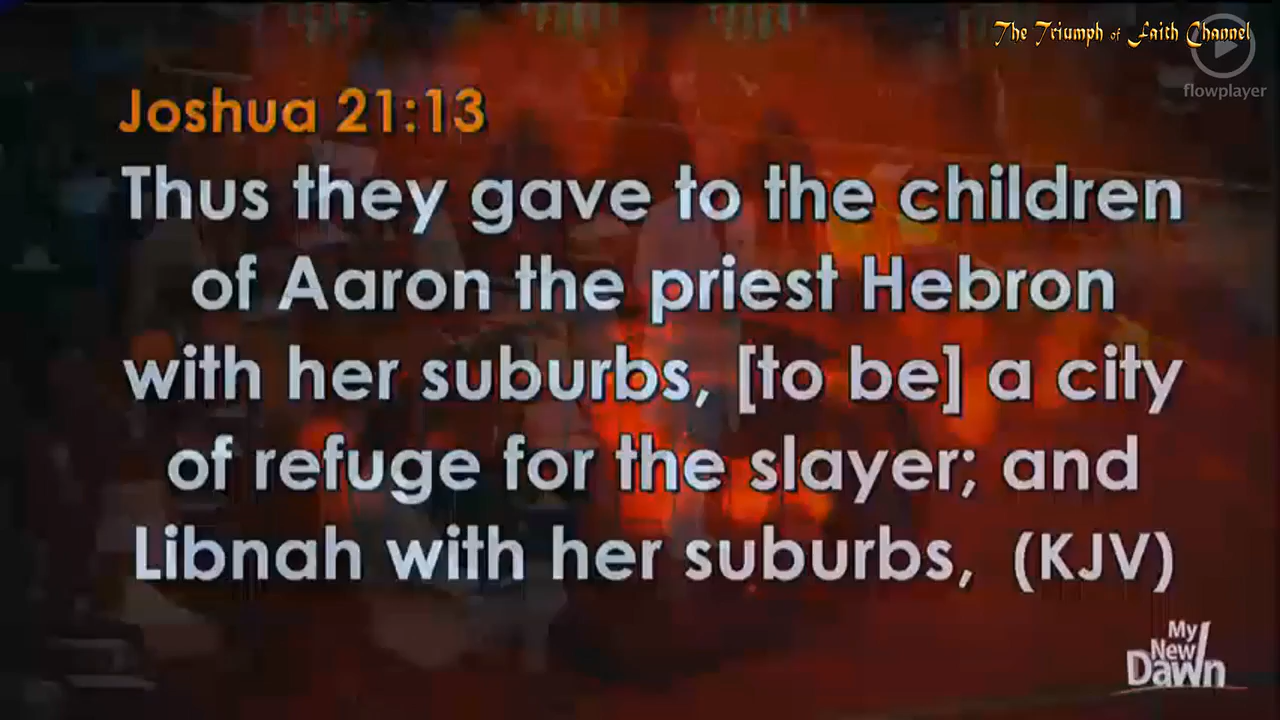 The Triumph of Faith Channel
flowplayer
Joshua 21:13
Thus they gave to the children
of Aaron the priest Hebron
with her suburbs, [to be] a city
of refuge for the slayer; and
Libnah with her suburbs, (KJV)
My
New
Dawn